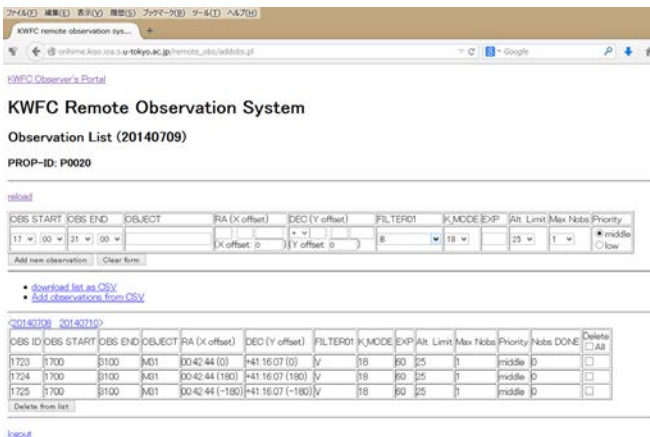 ファイル(F) 編集(E) 表示(V) 履歴(S) ブックマーク(B) ツール(T) ヘルプ(H)
KWFC remote observation sys... +
u-tokyo.ac.jp/remote_obs/addobs.pl Google
KWFC Observer's Portal
KWFC Remote Observation System
Observation List (20140709)
PROP-ID: P0020
reload
OBS START OBS END OBJECT RA (X offset) DEC (Y offset) FILTER01 K_MODE EXP Alt. Limit Max Nobs Priority
17 00 31 00 : : + : : B 18 25 1 middle
(X offset: 0 ) (Y offset: 0 ) low
Add new observation Clear form
• download list as CSV
• Add observations from CSV
<20140708 20140710>
OBS ID OBS START OBS END OBJECT RA (X offset) DEC (Y offset) FILTER01 K_MODE EXP Alt. Limit Max Nobs Priority Nobs DONE Delete All
1723 1700 3100 M31 00:42:44 (0) +41:16:07 (0) V 18 60 25 1 middle 0
1724 1700 3100 M31 00:42:44 (180) +41:16:07 (180) V 18 60 25 1 middle 0
1725 1700 3100 M31 00:42:44 (-180) +41:16:07 (-180) V 18 60 25 1 middle 0
Delete from list
logout